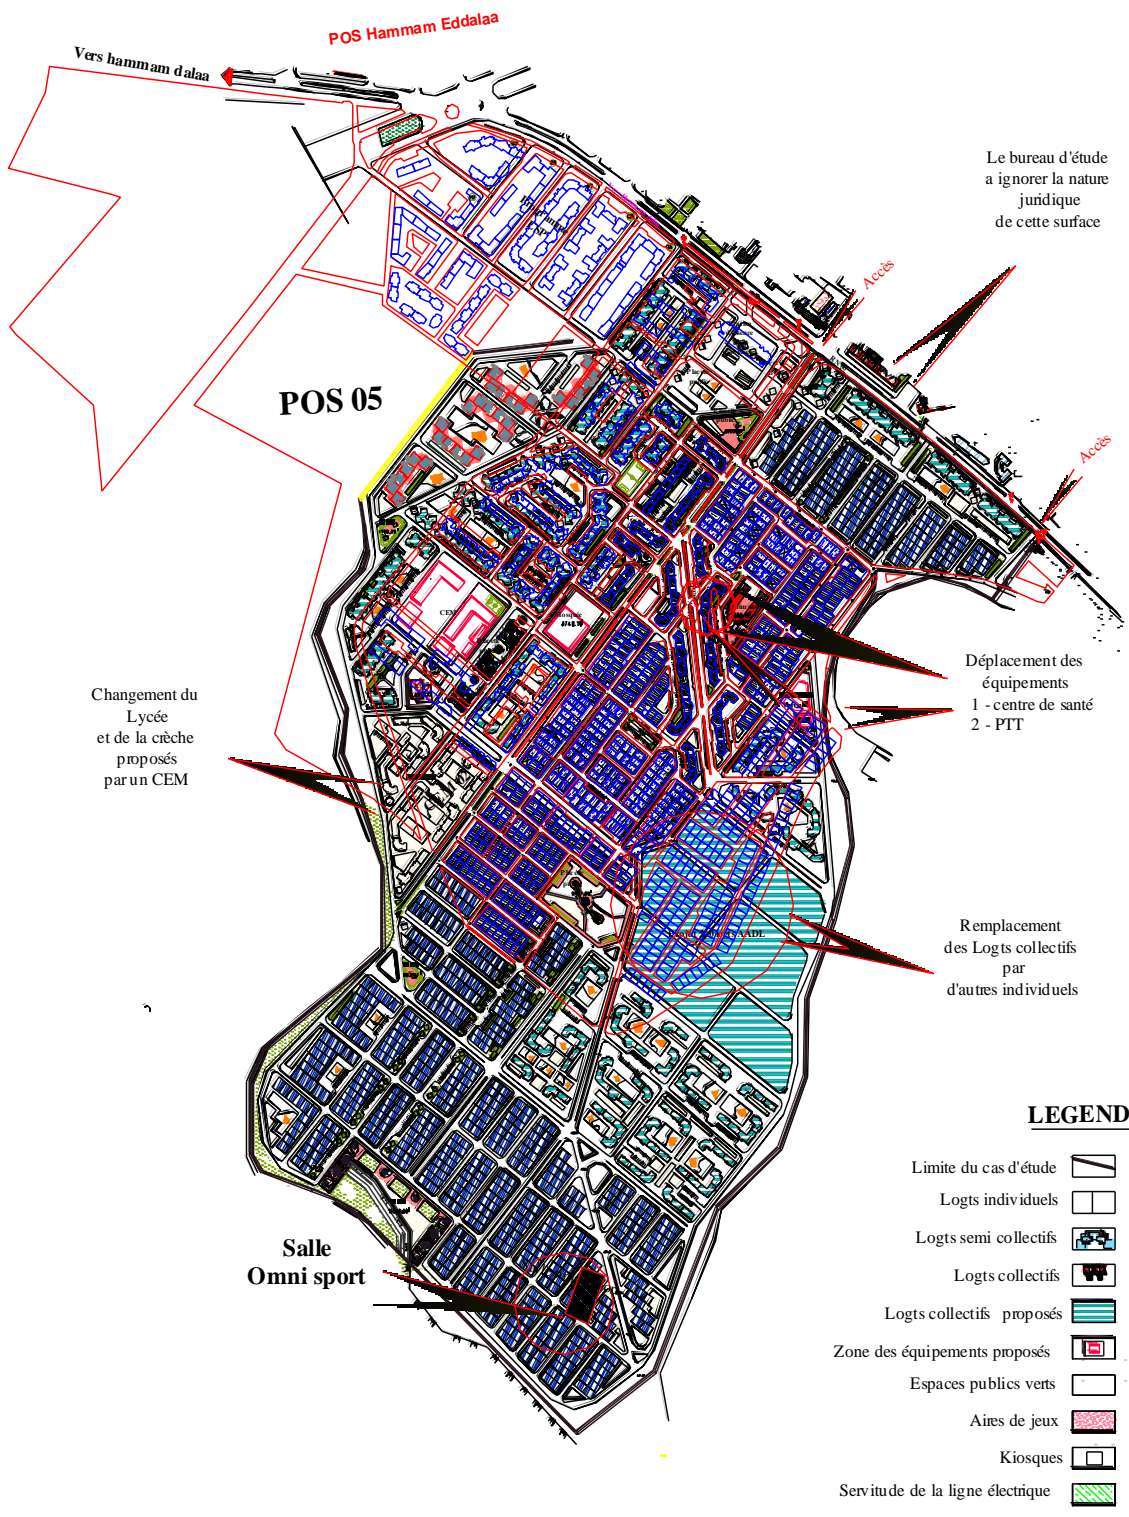 POS Hammam Eddalaa
Vers hammam dalaa
Le bureau d'étude
a ignorer la nature
juridique
de cette surface
Accès
POS 05
Accès
CEM
Mosquée
Déplacement des
équipements
1 - centre de santé
2 - PTT
Changement du
Lycée
et de la crèche
proposés
par un CEM
AADL
Remplacement
des Logts collectifs
par
d'autres individuels
Salle
Omni sport
LEGEND
Limite du cas d'étude
Logts individuels
Logts semi collectifs
Logts collectifs
Logts collectifs proposés
Zone des équipements proposés
Espaces publics verts
Aires de jeux
Kiosques
Servitude de la ligne électrique